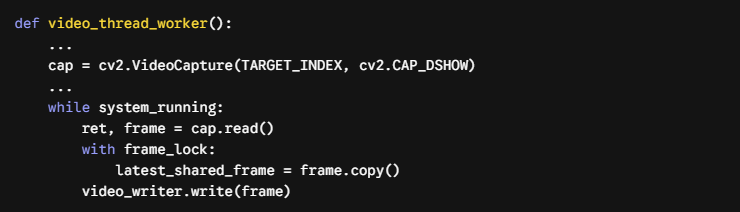 def video_thread_worker():
    ...
    cap = cv2.VideoCapture(TARGET_INDEX, cv2.CAP_DSHOW)
    ...
    while system_running:
        ret, frame = cap.read()
        with frame_lock:
            latest_shared_frame = frame.copy()
        video_writer.write(frame)